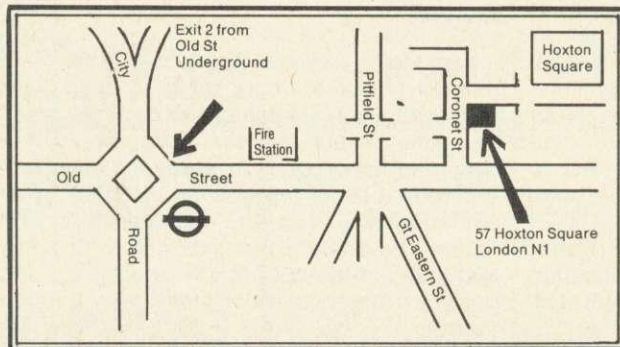 Exit 2 from
Old St
Underground
City
Pitfield St
Coronet St
Hoxton
Square
Fire
Station
Old
Street
Road
Gt Eastern St
57 Hoxton Square
London N1